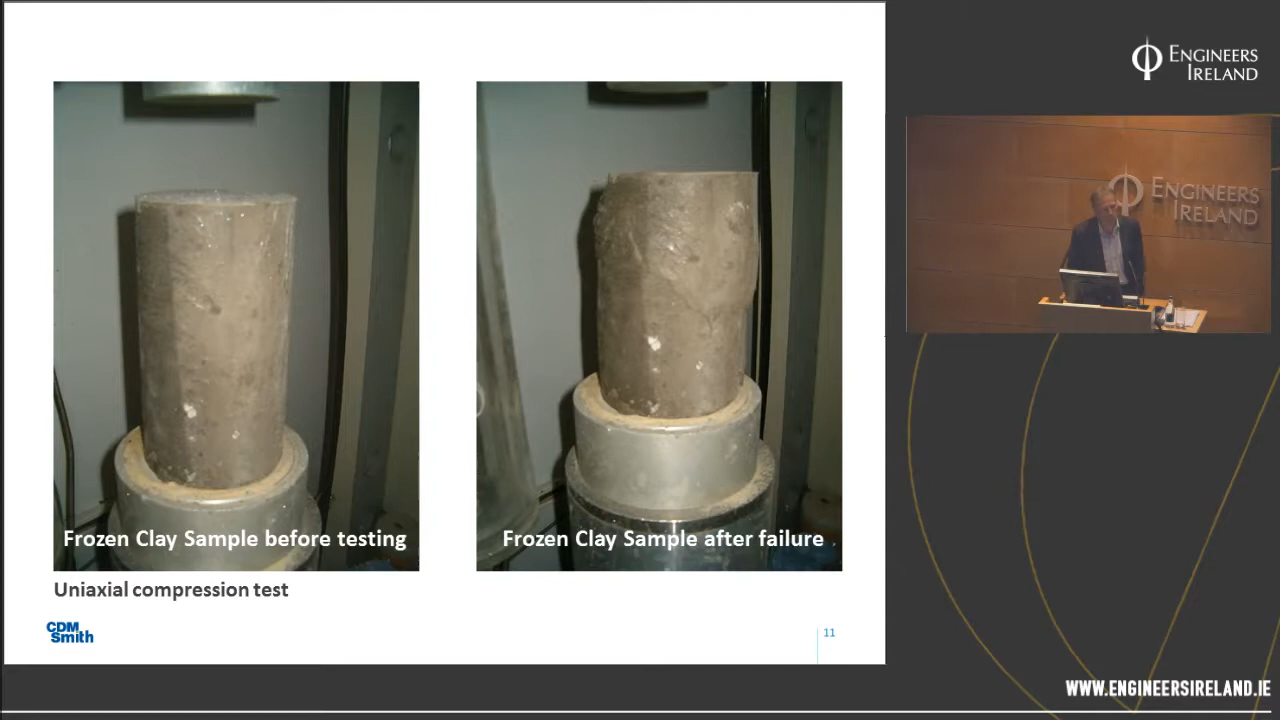 Frozen Clay Sample before testing
Frozen Clay Sample after failure
Uniaxial compression test
CDM
Smith
11
ENGINEERS
IRELAND
ENGINEERS
IRELAND
WWW.ENGINEERSIRELAND.IE